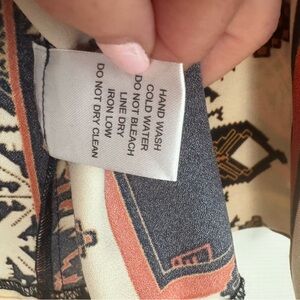 HAND WASH
COLD WATER
DO NOT BLEACH
LINE DRY
IRON LOW
DO NOT DRY CLEAN